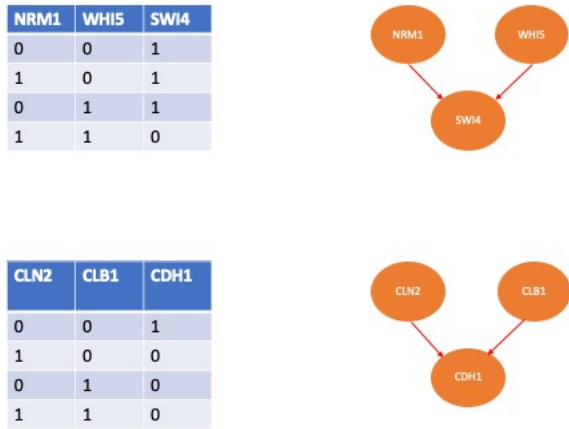 NRM1 WHI5 SWI4
0 0 1
1 0 1
0 1 1
1 1 0
NRM1 WHI5
SWI4
CLN2 CLB1 CDH1
0 0 1
1 0 0
0 1 0
1 1 0
CLN2 CLB1
CDH1